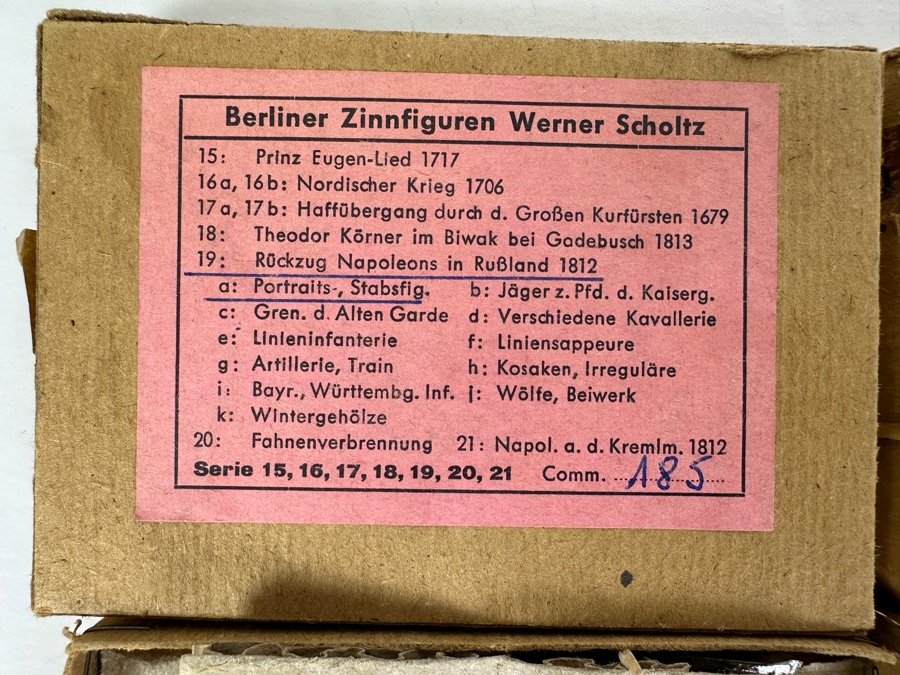 Berliner Zinnfiguren Werner Scholtz
15: Prinz Eugen-Lied 1717
16a, 16b: Nordischer Krieg 1706
17a, 17b: Haffübergang durch d. Großen Kurfürsten 1679
18: Theodor Körner im Biwak bei Gadebusch 1813
19: Rückzug Napoleons in Rußland 1812
a: Portraits-, Stabsfig. b: Jäger z. Pfd. d. Kaiserg.
c: Gren. d. Alten Garde d: Verschiedene Kavallerie
e: Linieninfanterie f: Liniensappeure
g: Artillerie, Train h: Kosaken, Irreguläre
i: Bayr., Württembg. Inf. j: Wölfe, Beiwerk
k: Wintergehölze
20: Fahnenverbrennung 21: Napol. a. d. Kremlm. 1812
Serie 15, 16, 17, 18, 19, 20, 21 Comm. 185